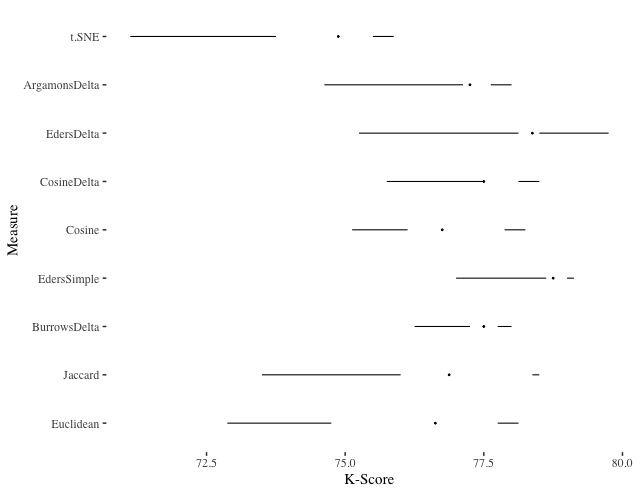 t.SNE
ArgamonsDelta
EdersDelta
CosineDelta
Cosine
EdersSimple
BurrowsDelta
Jaccard
Euclidean
Measure
72.5 75.0 77.5 80.0
K-Score